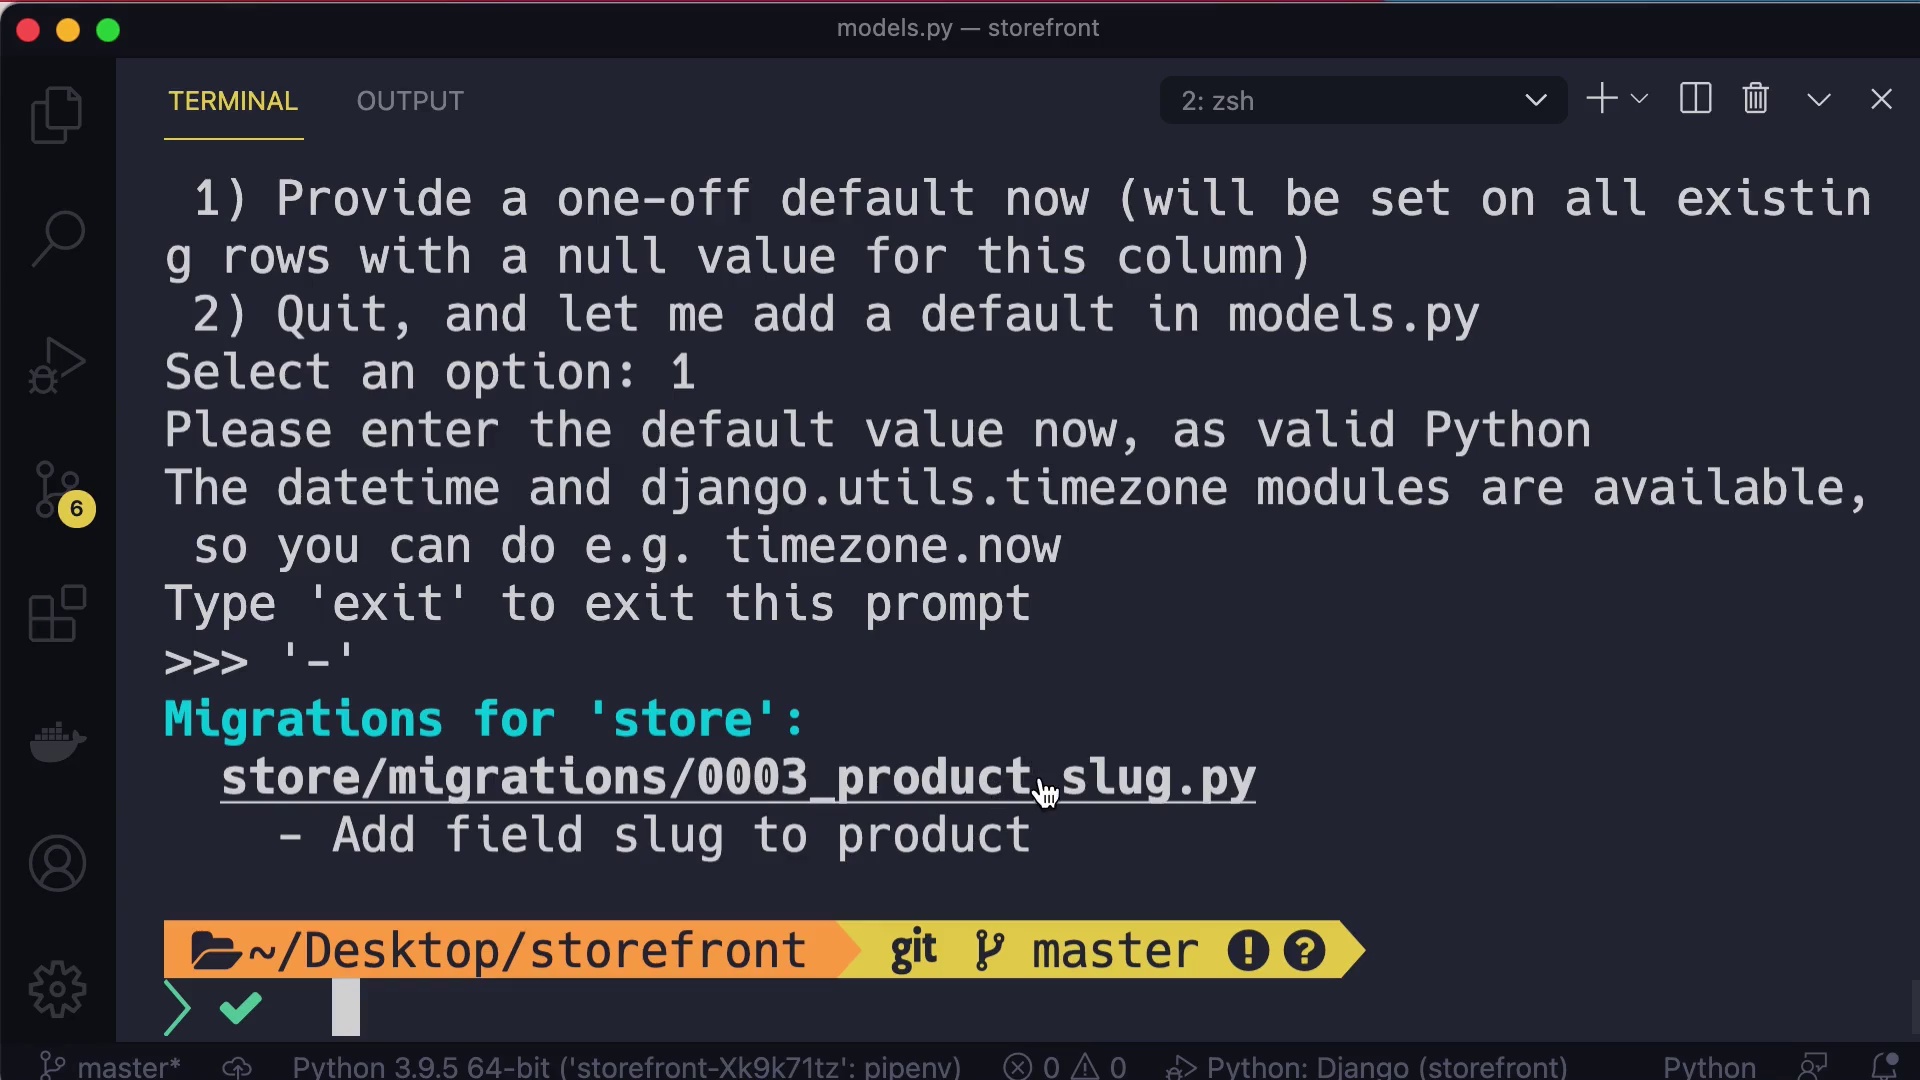 models.py — storefront
TERMINAL OUTPUT 2: zsh
1) Provide a one-off default now (will be set on all existin
g rows with a null value for this column)
2) Quit, and let me add a default in models.py
Select an option: 1
Please enter the default value now, as valid Python
The datetime and django.utils.timezone modules are available,
so you can do e.g. timezone.now
Type 'exit' to exit this prompt
>>> '-'
Migrations for 'store':
store/migrations/0003_product_slug.py
- Add field slug to product
~/Desktop/storefront git master
6
master* Python 3.9.5 64-bit ('storefront-Xk9k71tz': pipenv) 0 0 Python: Django (storefront) Python